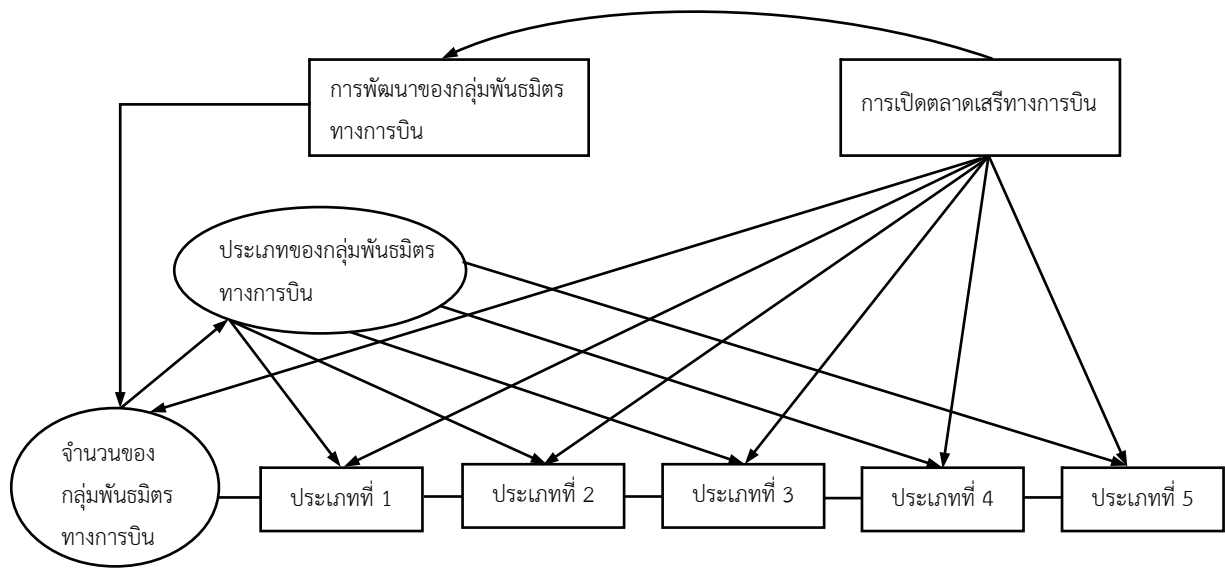 การพัฒนาของกลุ่มพันธมิตร
ทางการบิน
การเปิดตลาดเสรีทางการบิน
ประเภทของกลุ่มพันธมิตร
ทางการบิน
จำนวนของ
กลุ่มพันธมิตร
ทางการบิน
ประเภทที่ 1
ประเภทที่ 2
ประเภทที่ 3
ประเภทที่ 4
ประเภทที่ 5